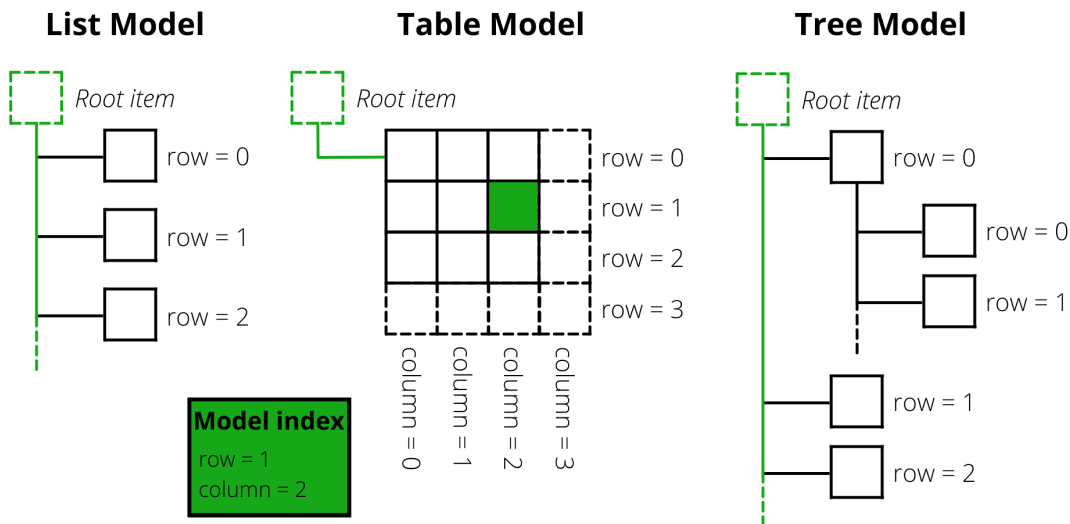 List Model
Root item
row = 0
row = 1
row = 2
Table Model
Root item
row = 0
row = 1
row = 2
row = 3
column = 0
column = 1
column = 2
column = 3
Model index
row = 1
column = 2
Tree Model
Root item
row = 0
row = 0
row = 1
row = 1
row = 2